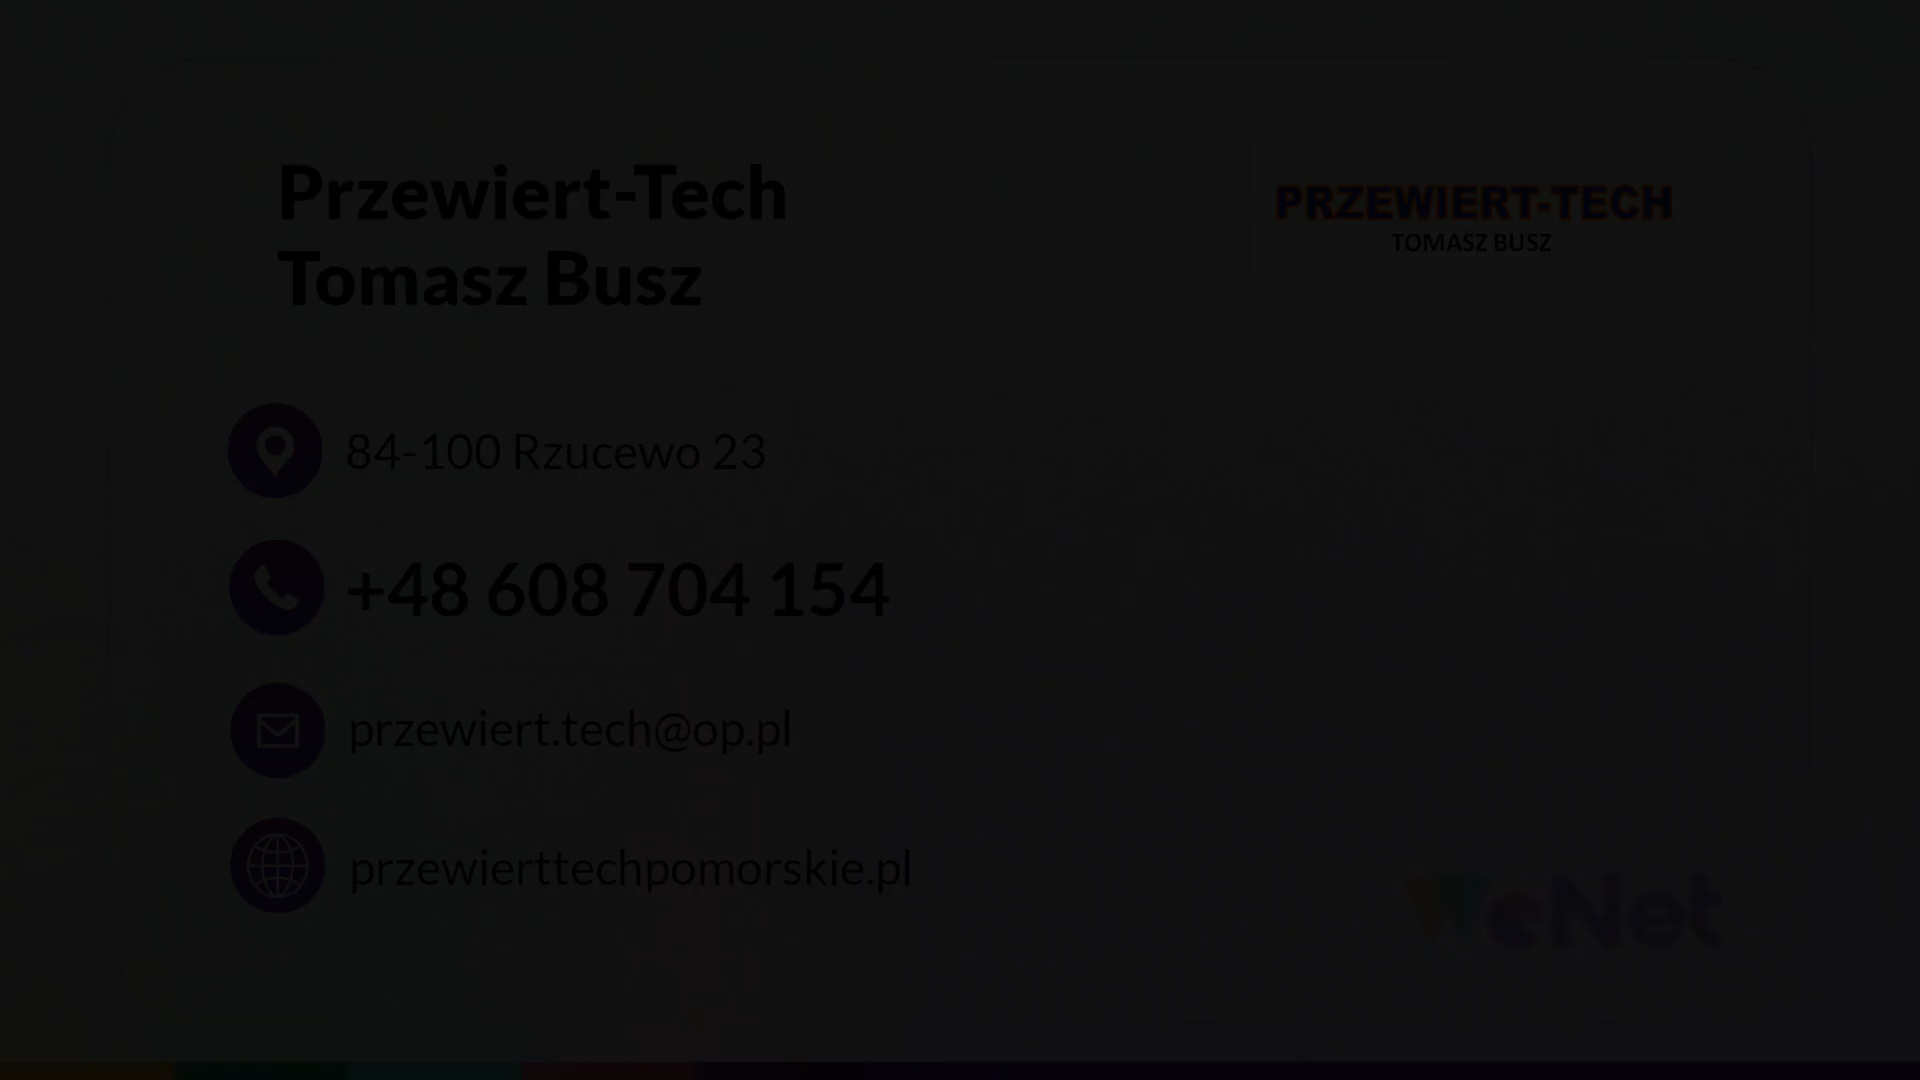 Przewiert-Tech
Tomasz Busz
PRZEWIERT-TECH
TOMASZ BUSZ
84-100 Rzucewo 23
+48 608 704 154
przewiert.tech@op.pl
przewierttechpomorskie.pl
WeNet